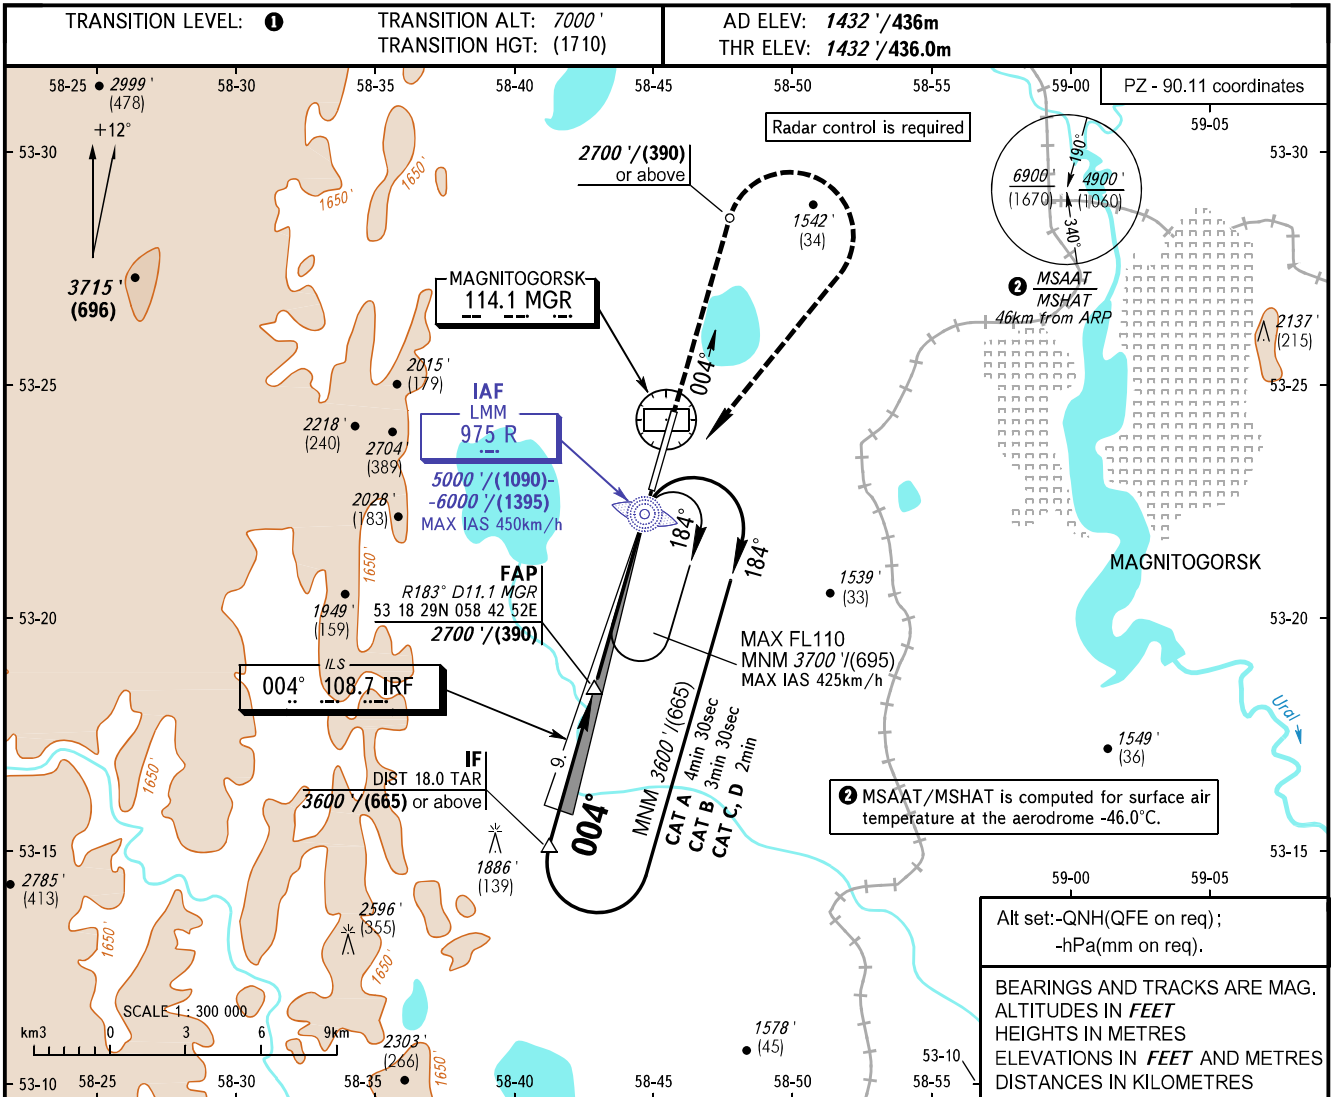 TRANSITION LEVEL: ❶
TRANSITION ALT: 7000 '
TRANSITION HGT: (1710)
AD ELEV: 1432 '/436m
THR ELEV: 1432 '/436.0m
58-25
58-30
58-35
58-40
58-45
58-50
58-55
59-00
PZ - 90.11 coordinates
59-05
2999 '
(478)
+12°
53-30
53-30
1650'
1650'
Radar control is required
2700 '/(390)
or above
1542 '
(34)
190°
6900'
(1670)
4900'
(1060)
340°
❷ MSAAT
MSHAT
46km from ARP
3715 '
(696)
MAGNITOGORSK
114.1 MGR
2137 '
(215)
2015 '
(179)
53-25
53-25
004°
IAF
LMM
975 R
5000 '/(1090)-
-6000 '/(1395)
MAX IAS 450km/h
2218 '
(240)
2704 '
(389)
2028 '
(183)
1650'
184°
184°
MAGNITOGORSK
FAP
R183° D11.1 MGR
53 18 29N 058 42 52E
2700 '/(390)
1949 '
(159)
1539 '
(33)
53-20
53-20
MAX FL110
MNM 3700 '/(695)
MAX IAS 425km/h
ILS
004° 108.7 IRF
Ural
9.
MNM 3600 '/(665)
CAT A 4min 30sec
CAT B 3min 30sec
CAT C, D 2min
004°
IF
DIST 18.0 TAR
3600 '/(665) or above
1549 '
(36)
1650'
❷ MSAAT/MSHAT is computed for surface air
temperature at the aerodrome -46.0°C.
1886 '
(139)
53-15
53-15
2785'
(413)
59-00
59-05
2596 '
(355)
1650'
1650'
Alt set:-QNH(QFE on req);
-hPa(mm on req).
BEARINGS AND TRACKS ARE MAG.
ALTITUDES IN FEET
HEIGHTS IN METRES
ELEVATIONS IN FEET AND METRES
DISTANCES IN KILOMETRES
SCALE 1 : 300 000
km3 0 3 6 9km
2303 '
(266)
1650'
1578 '
(45)
53-10
53-10
58-25
58-30
58-35
58-40
58-45
58-50
58-55